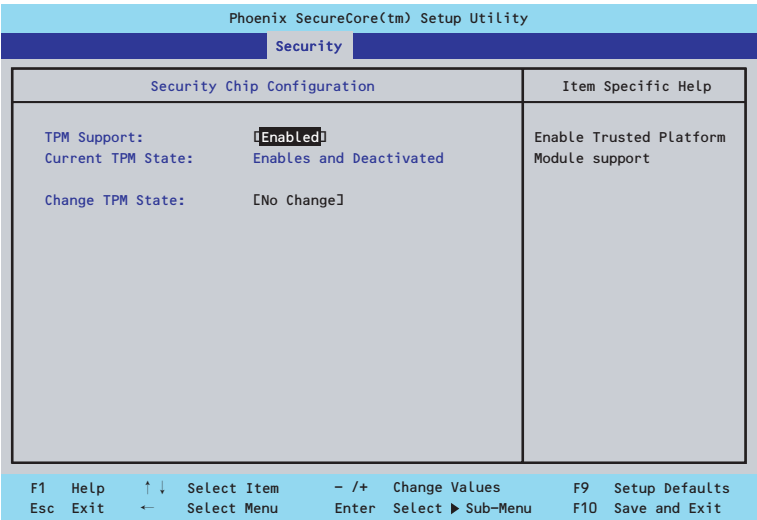 Phoenix SecureCore(tm) Setup Utility
Security
Security Chip Configuration
Item Specific Help
TPM Support: [Enabled]
Enable Trusted Platform
Current TPM State: Enables and Deactivated
Module support
Change TPM State: [No Change]
F1 Help ↑↓ Select Item − /+ Change Values F9 Setup Defaults
Esc Exit ← Select Menu Enter Select ▶ Sub−Menu F10 Save and Exit